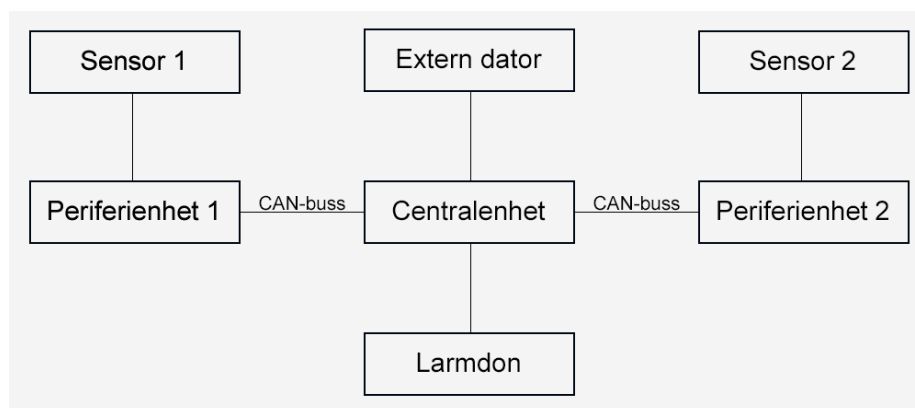 Sensor 1
Extern dator
Sensor 2
Periferienhet 1
CAN-buss
Centralenhet
CAN-buss
Periferienhet 2
Larmdon